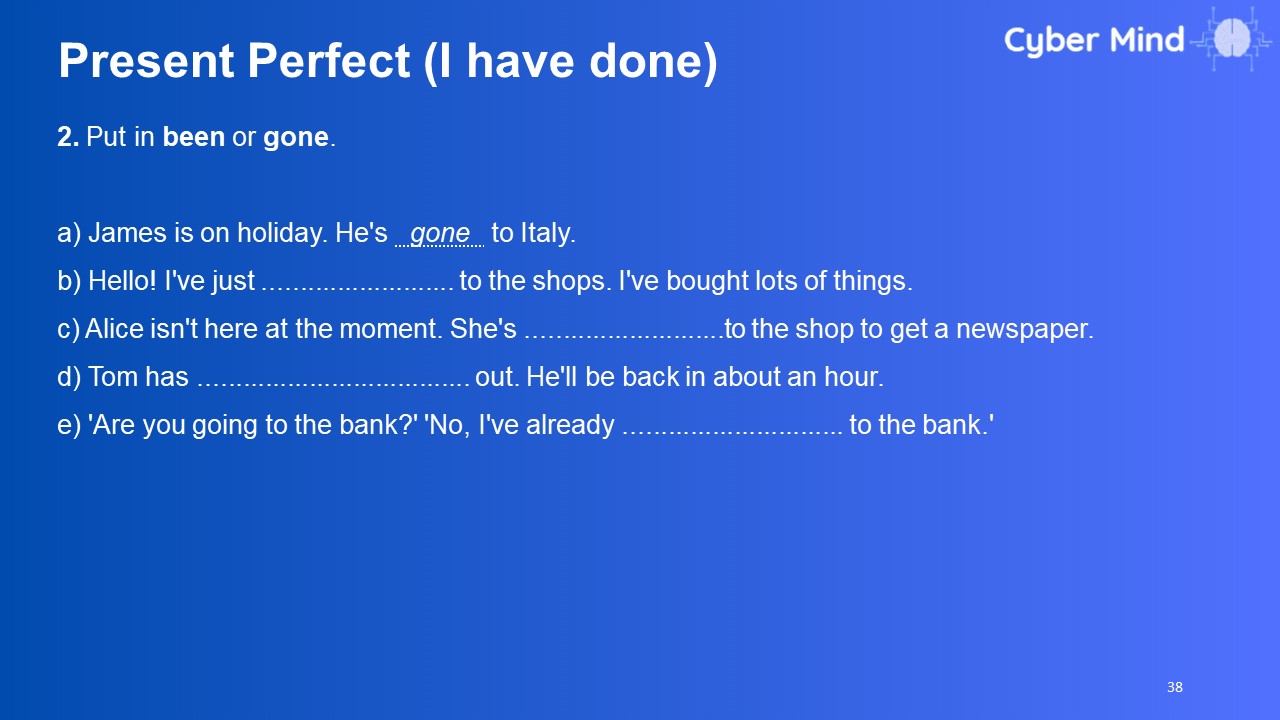 Cyber Mind
Present Perfect (I have done)
2. Put in been or gone.
a) James is on holiday. He's gone to Italy.
b) Hello! I've just .......................... to the shops. I've bought lots of things.
c) Alice isn't here at the moment. She's ...........................to the shop to get a newspaper.
d) Tom has .................................... out. He'll be back in about an hour.
e) 'Are you going to the bank?' 'No, I've already ............................. to the bank.'
38